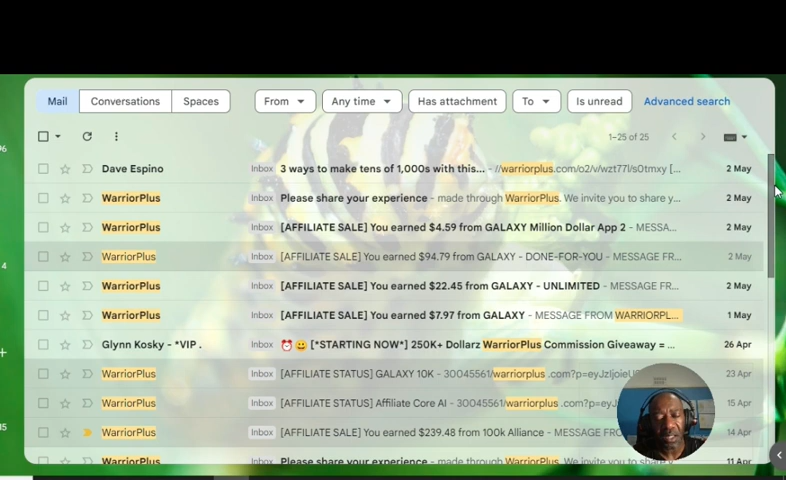 Mail Conversations Spaces From Any time Has attachment To Is unread Advanced search
1–25 of 25
Dave Espino Inbox 3 ways to make tens of 1,000s with this... - //warriorplus.com/o2/v/wzt77l/s0tmxy [... 2 May
WarriorPlus Inbox Please share your experience - made through WarriorPlus. We invite you to share y... 2 May
WarriorPlus Inbox [AFFILIATE SALE] You earned $4.59 from GALAXY Million Dollar App 2 - MESSA... 2 May
WarriorPlus Inbox [AFFILIATE SALE] You earned $94.79 from GALAXY - DONE-FOR-YOU - MESSAGE FR... 2 May
WarriorPlus Inbox [AFFILIATE SALE] You earned $22.45 from GALAXY - UNLIMITED - MESSAGE FR... 2 May
WarriorPlus Inbox [AFFILIATE SALE] You earned $7.97 from GALAXY - MESSAGE FROM WARRIORPL... 1 May
Glynn Kosky - *VIP . Inbox ⏰😀 [*STARTING NOW*] 250K+ Dollarz WarriorPlus Commission Giveaway = ... 26 Apr
WarriorPlus Inbox [AFFILIATE STATUS] GALAXY 10K - 30045561/warriorplus .com?p=eyJzIjoieU 23 Apr
WarriorPlus Inbox [AFFILIATE STATUS] Affiliate Core AI - 30045561/warriorplus .com?p=eyJ 15 Apr
WarriorPlus Inbox [AFFILIATE SALE] You earned $239.48 from 100k Alliance - MESSAGE 14 Apr
WarriorPlus Inbox Please share your experience - made through WarriorPlus. We invite you to share y... 11 Apr